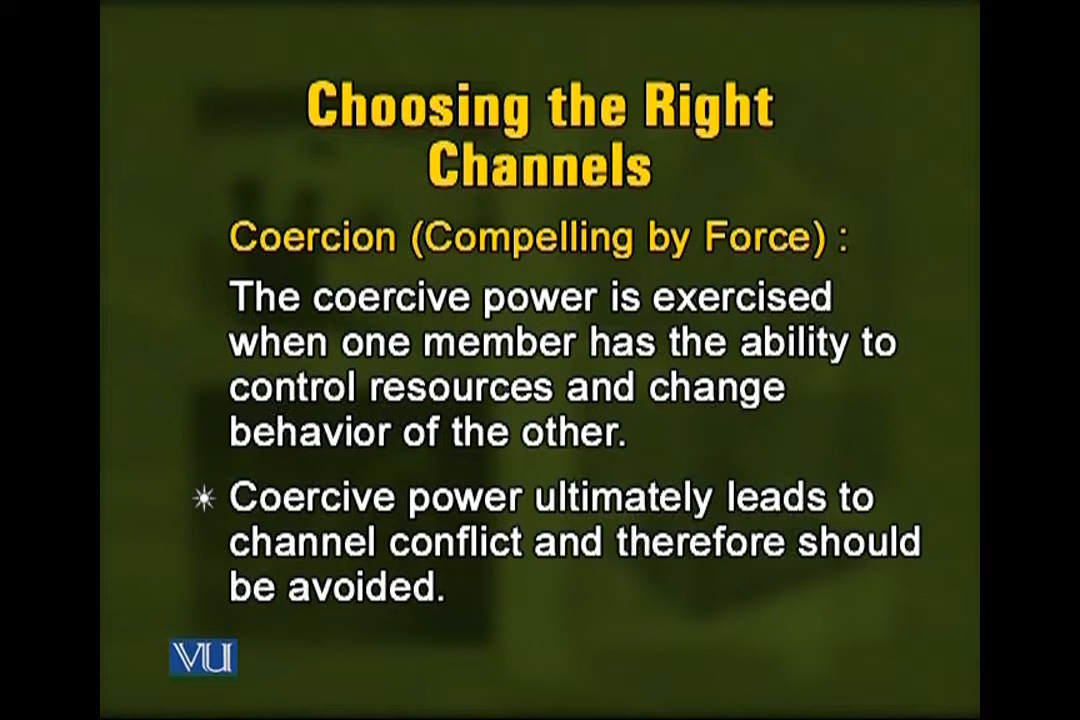 Choosing the Right
Channels
Coercion (Compelling by Force) :
The coercive power is exercised
when one member has the ability to
control resources and change
behavior of the other.
Coercive power ultimately leads to
channel conflict and therefore should
be avoided.
VU